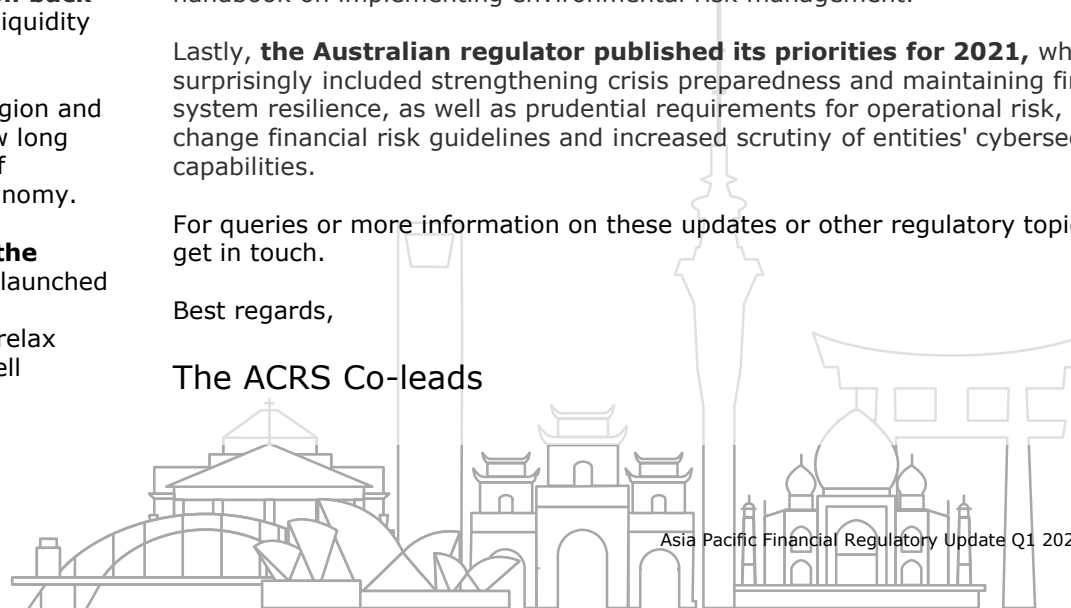 back
iquidity
gion and
long
f
nomy.
the
launched
relax
ell
handbook on implementing environmental risk management.
Lastly, the Australian regulator published its priorities for 2021, wh
surprisingly included strengthening crisis preparedness and maintaining fi
system resilience, as well as prudential requirements for operational risk,
change financial risk guidelines and increased scrutiny of entities' cyberse
capabilities.
For queries or more information on these updates or other regulatory topi
get in touch.
Best regards,
The ACRS Co-leads
Asia Pacific Financial Regulatory Update Q1 202